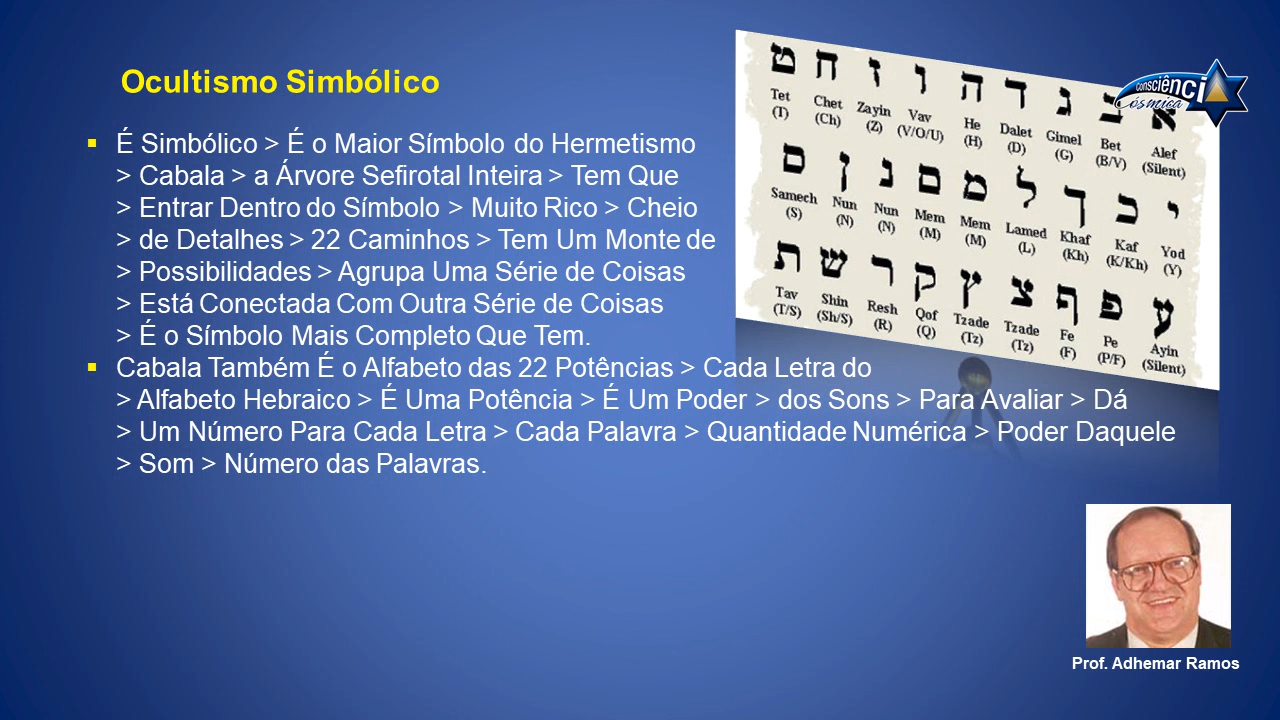 Ocultismo Simbólico
▪ É Simbólico > É o Maior Símbolo do Hermetismo
> Cabala > a Árvore Sefirotal Inteira > Tem Que
> Entrar Dentro do Símbolo > Muito Rico > Cheio
> de Detalhes > 22 Caminhos > Tem Um Monte de
> Possibilidades > Agrupa Uma Série de Coisas
> Está Conectada Com Outra Série de Coisas
> É o Símbolo Mais Completo Que Tem.
▪ Cabala Também É o Alfabeto das 22 Potências > Cada Letra do
> Alfabeto Hebraico > É Uma Potência > É Um Poder > dos Sons > Para Avaliar > Dá
> Um Número Para Cada Letra > Cada Palavra > Quantidade Numérica > Poder Daquele
> Som > Número das Palavras.
consciênci
Cósmica
ט ח ז ו ה ד ג ב א
Tet Chet Zayin Vav He Dalet Gimel Bet Alef
(T) (Ch) (Z) (V/O/U) (H) (D) (G) (B/V) (Silent)
ס ן נ ם מ ל ך כ י
Samech Nun Nun Mem Mem Lamed Khaf Kaf Yod
(S) (N) (N) (M) (M) (L) (Kh) (K/Kh) (Y)
ת ש ר ק ץ צ ף פ ע
Tav Shin Resh Qof Tzade Tzade Fe Pe Ayin
(T/S) (Sh/S) (R) (Q) (Tz) (Tz) (F) (P/F) (Silent)
Prof. Adhemar Ramos